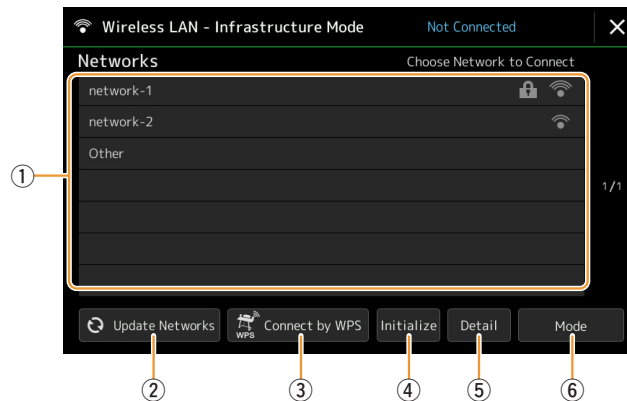 Wireless LAN - Infrastructure Mode Not Connected
Networks Choose Network to Connect
network-1
network-2
Other
① 1/1
Update Networks WPS Connect by WPS Initialize Detail Mode
② ③ ④ ⑤ ⑥